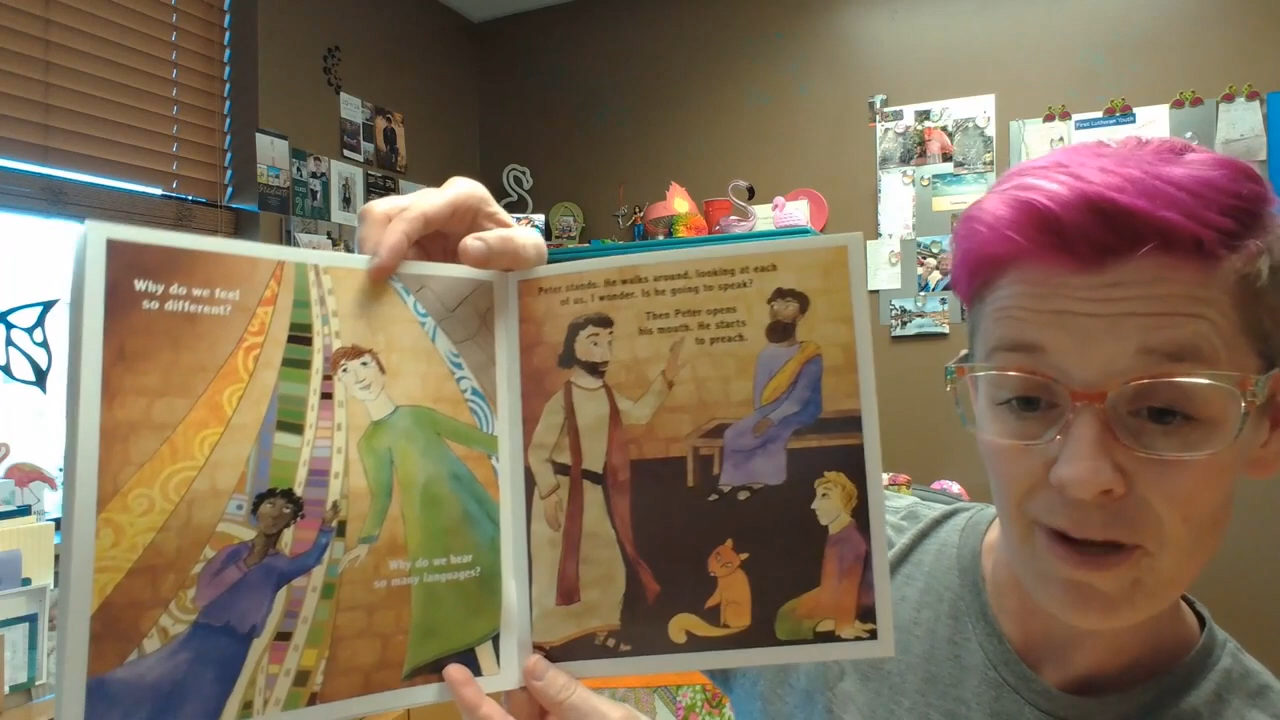 Why do we feel
so different?
Why do we hear
so many languages?
Peter stands. He walks around, looking at each
of us. I wonder. Is he going to speak?
Then Peter opens
his mouth. He starts
to preach.
First Lutheran Youth